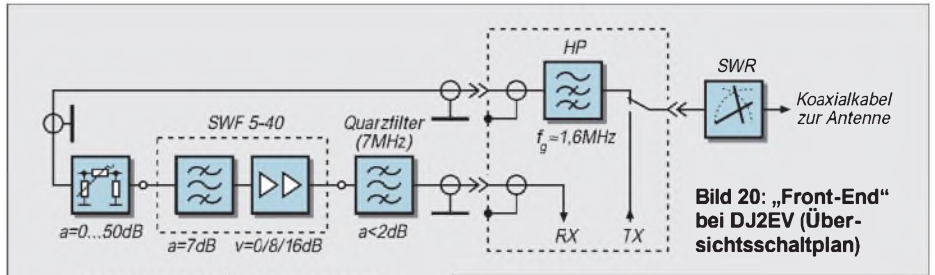 HP
SWR
SWF 5-40
Quarzfilter
(7MHz)
f_g=1,6MHz
Koaxialkabel
zur Antenne
a=0...50dB
a=7dB
v=0/8/16dB
a<2dB
RX
TX
Bild 20: „Front-End“
bei DJ2EV (Über-
sichtsschaltplan)